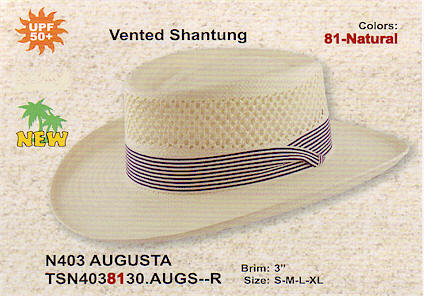 UPF
50+
Vented Shantung
Colors:
81-Natural
NEW
N403 AUGUSTA
TSN4038130.AUGS--R
Brim: 3"
Size: S-M-L-XL